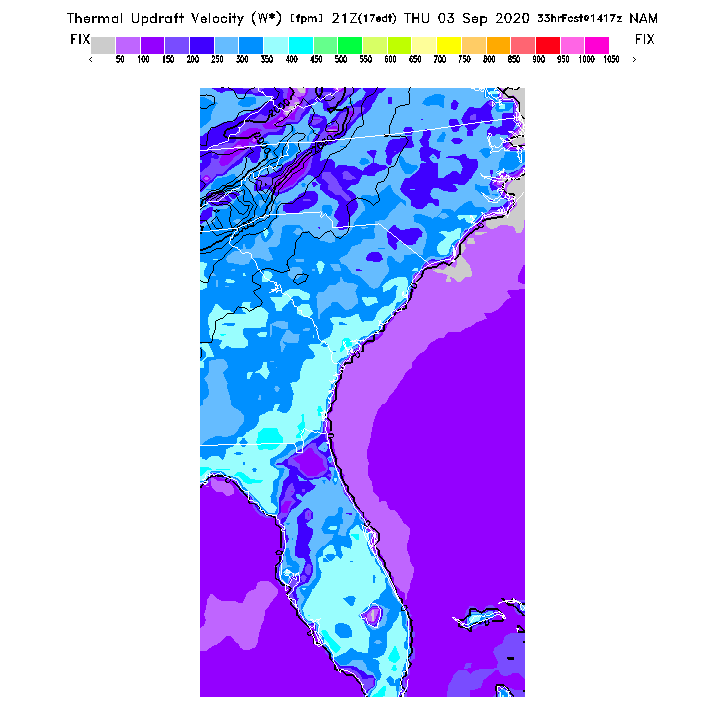 Thermal Updraft Velocity (W*) [fpm] 21Z(17edt) THU 03 Sep 2020 33hrFcst@1417z NAM
FIX FIX
< 50 100 150 200 250 300 350 400 450 500 550 600 650 700 750 800 850 900 950 1000 1050 >